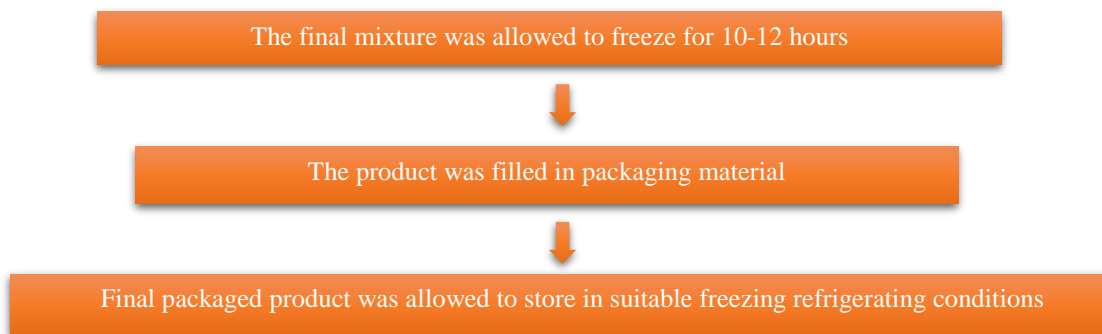 The final mixture was allowed to freeze for 10-12 hours
The product was filled in packaging material
Final packaged product was allowed to store in suitable freezing refrigerating conditions